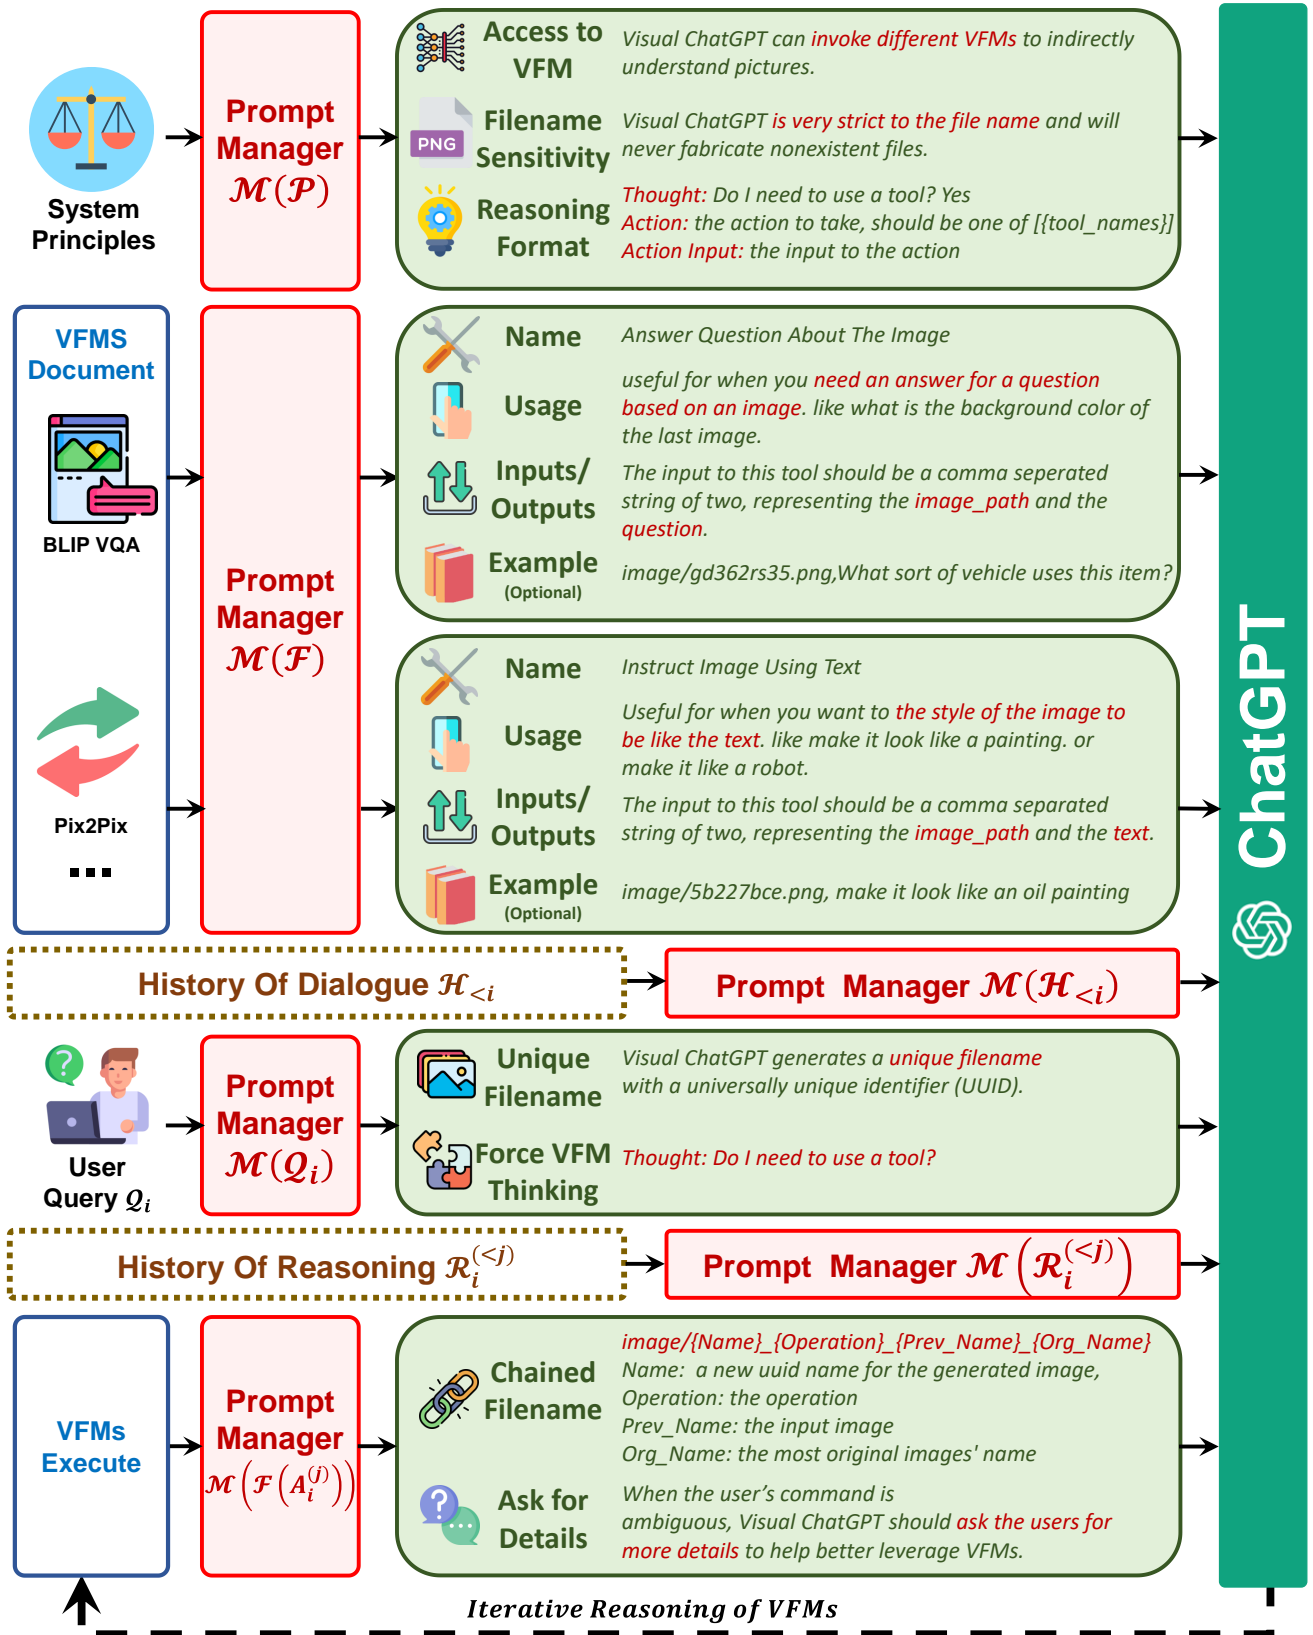 System
Principles
Prompt
Manager
ℳ(𝒫)
Access to
VFM
Visual ChatGPT can invoke different VFMs to indirectly
understand pictures.
PNG
Filename
Sensitivity
Visual ChatGPT is very strict to the file name and will
never fabricate nonexistent files.
Reasoning
Format
Thought: Do I need to use a tool? Yes
Action: the action to take, should be one of [{tool_names}]
Action Input: the input to the action
VFMS
Document
BLIP VQA
Pix2Pix
...
Prompt
Manager
ℳ(ℱ)
Name
Answer Question About The Image
Usage
useful for when you need an answer for a question
based on an image. like what is the background color of
the last image.
Inputs/
Outputs
The input to this tool should be a comma seperated
string of two, representing the image_path and the
question.
Example
(Optional)
image/gd362rs35.png,What sort of vehicle uses this item?
Name
Instruct Image Using Text
Usage
Useful for when you want to the style of the image to
be like the text. like make it look like a painting. or
make it like a robot.
Inputs/
Outputs
The input to this tool should be a comma separated
string of two, representing the image_path and the text.
Example
(Optional)
image/5b227bce.png, make it look like an oil painting
ChatGPT
History Of Dialogue ℋ<i
Prompt Manager ℳ(ℋ<i)
User
Query 𝒬i
Prompt
Manager
ℳ(𝒬i)
Unique
Filename
Visual ChatGPT generates a unique filename
with a universally unique identifier (UUID).
Force VFM
Thinking
Thought: Do I need to use a tool?
History Of Reasoning ℛi(<j)
Prompt Manager ℳ(ℛi(<j))
VFMs
Execute
Prompt
Manager
ℳ(ℱ(Ai(j)))
Chained
Filename
image/{Name}_{Operation}_{Prev_Name}_{Org_Name}
Name: a new uuid name for the generated image,
Operation: the operation
Prev_Name: the input image
Org_Name: the most original images' name
Ask for
Details
When the user’s command is
ambiguous, Visual ChatGPT should ask the users for
more details to help better leverage VFMs.
Iterative Reasoning of VFMs